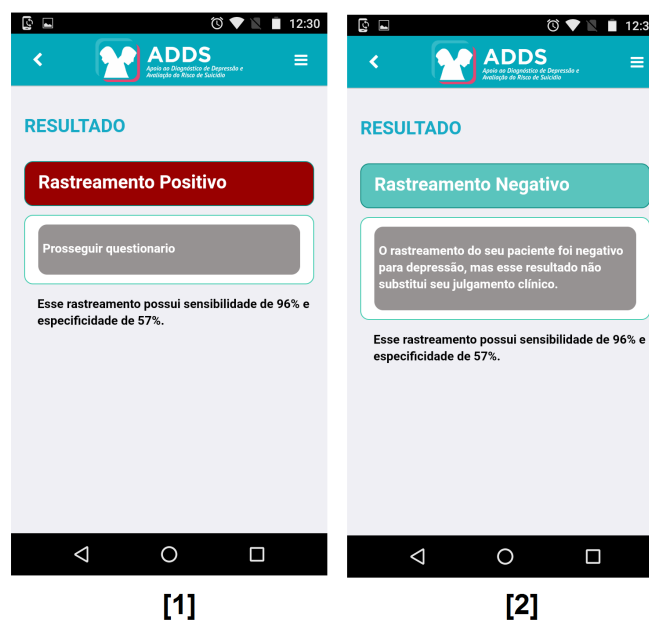 12:30
ADDS
Apoio ao Diagnóstico de Depressão e
Avaliação do Risco de Suicídio
RESULTADO
Rastreamento Positivo
Prosseguir questionario
Esse rastreamento possui sensibilidade de 96% e
especificidade de 57%.
[1]
12:3
ADDS
Apoio ao Diagnóstico de Depressão e
Avaliação do Risco de Suicídio
RESULTADO
Rastreamento Negativo
O rastreamento do seu paciente foi negativo
para depressão, mas esse resultado não
substitui seu julgamento clínico.
Esse rastreamento possui sensibilidade de 96% e
especificidade de 57%.
[2]